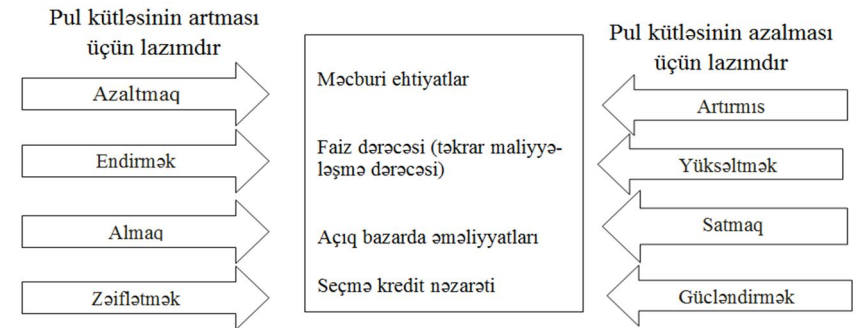 Pul kütləsinin artması
üçün lazımdır
Azaltmaq
Endirmək
Almaq
Zəiflətmək
Məcburi ehtiyatlar
Faiz dərəcəsi (təkrar maliyyə-
ləşmə dərəcəsi)
Açıq bazarda əməliyyatları
Seçmə kredit nəzarəti
Pul kütləsinin azalması
üçün lazımdır
Artırmıs
Yüksəltmək
Satmaq
Gücləndirmək